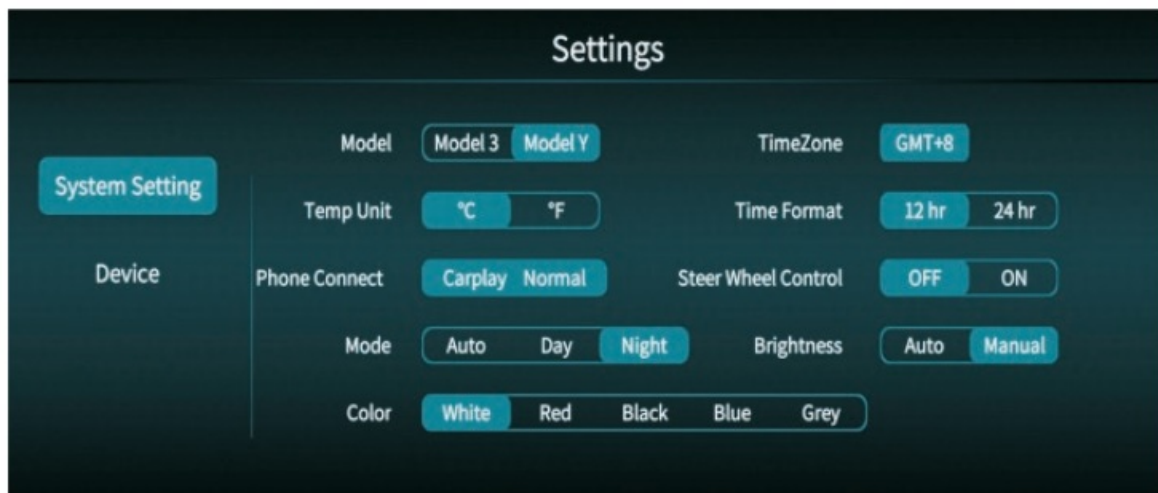 Settings
Model Model 3 Model Y TimeZone GMT+8
System Setting
Temp Unit °C °F Time Format 12 hr 24 hr
Device Phone Connect Carplay Normal Steer Wheel Control OFF ON
Mode Auto Day Night Brightness Auto Manual
Color White Red Black Blue Grey